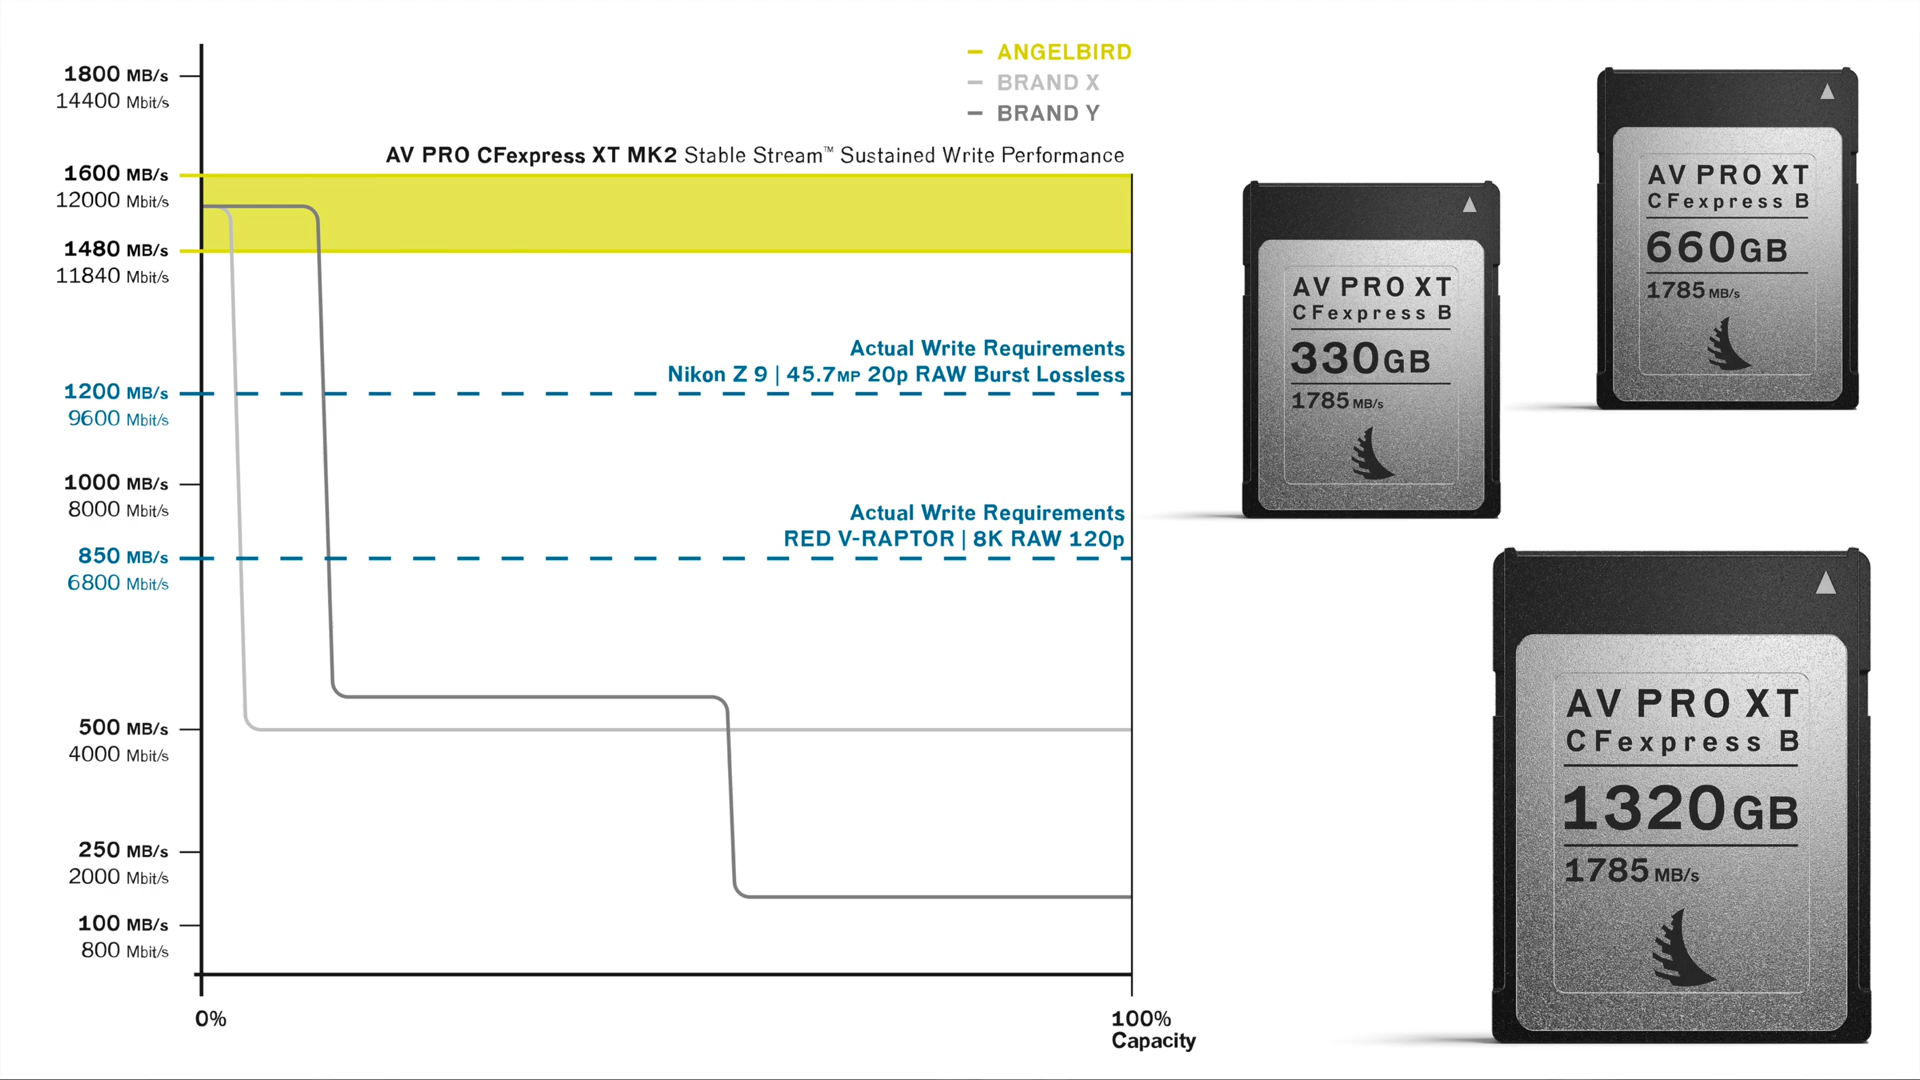 ANGELBIRD
BRAND X
BRAND Y
AV PRO CFexpress XT MK2 Stable Stream™ Sustained Write Performance
1800 MB/s
14400 Mbit/s
1600 MB/s
12000 Mbit/s
1480 MB/s
11840 Mbit/s
Actual Write Requirements
Nikon Z 9 | 45.7MP 20p RAW Burst Lossless
1200 MB/s
9600 Mbit/s
1000 MB/s
8000 Mbit/s
Actual Write Requirements
RED V-RAPTOR | 8K RAW 120p
850 MB/s
6800 Mbit/s
500 MB/s
4000 Mbit/s
250 MB/s
2000 Mbit/s
100 MB/s
800 Mbit/s
0%
100%
Capacity
AV PRO XT
CFexpress B
330GB
1785 MB/s
AV PRO XT
CFexpress B
660GB
1785 MB/s
AV PRO XT
CFexpress B
1320GB
1785 MB/s